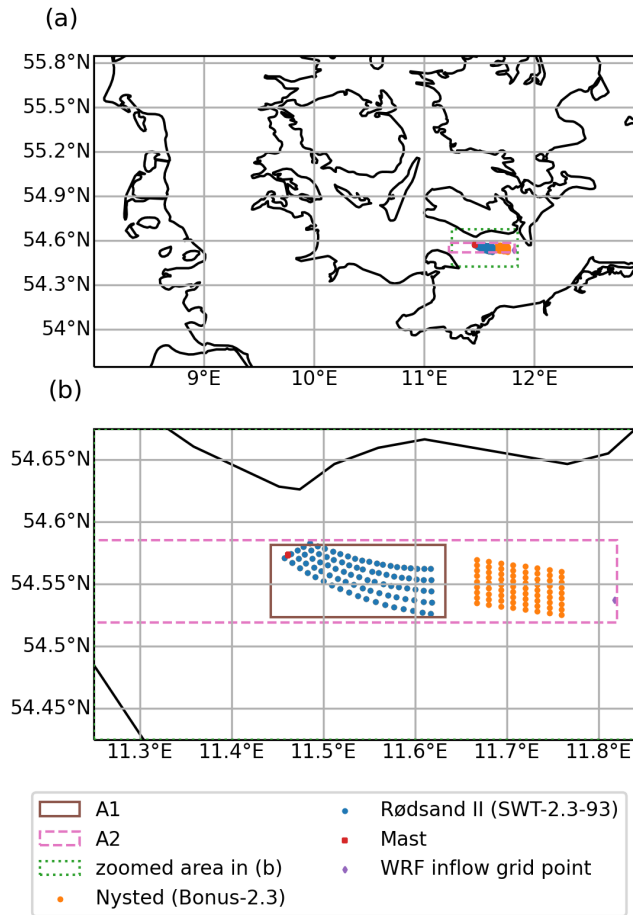 (a)
55.8°N
55.5°N
55.2°N
54.9°N
54.6°N
54.3°N
54°N
9°E 10°E 11°E 12°E
(b)
54.65°N
54.6°N
54.55°N
54.5°N
54.45°N
11.3°E 11.4°E 11.5°E 11.6°E 11.7°E 11.8°E
A1 Rødsand II (SWT-2.3-93)
A2 Mast
zoomed area in (b) WRF inflow grid point
Nysted (Bonus-2.3)